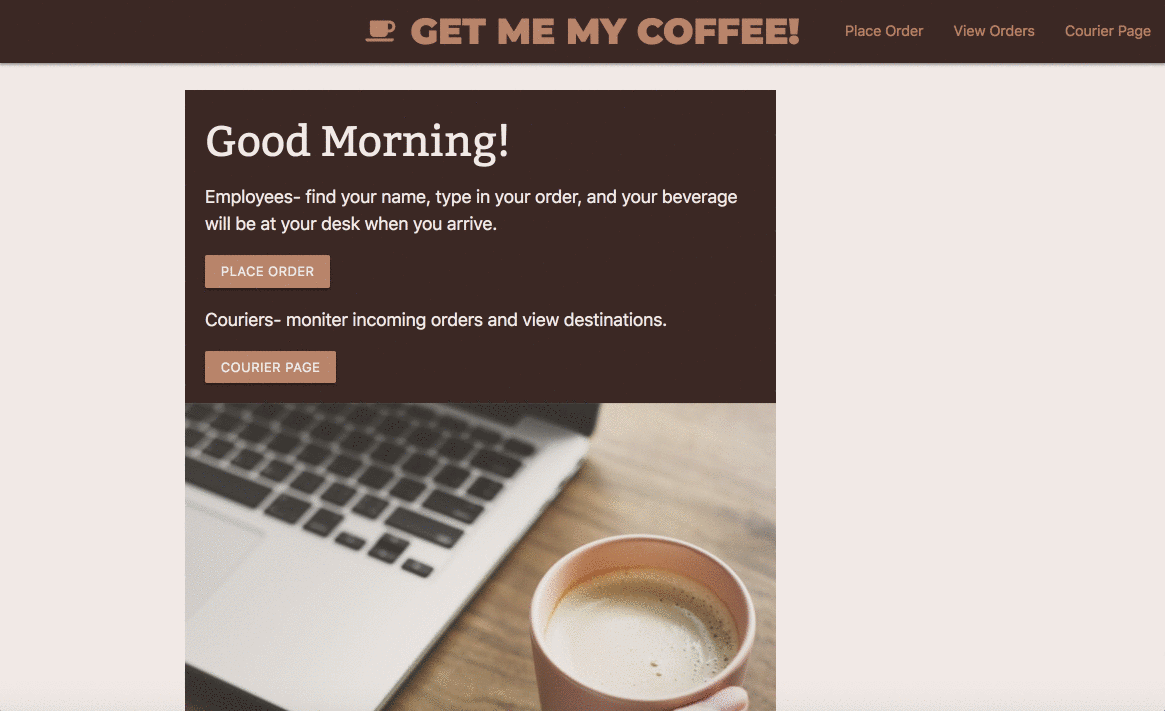 GET ME MY COFFEE!
Place Order
View Orders
Courier Page
Good Morning!
Employees- find your name, type in your order, and your beverage
will be at your desk when you arrive.
PLACE ORDER
Couriers- moniter incoming orders and view destinations.
COURIER PAGE